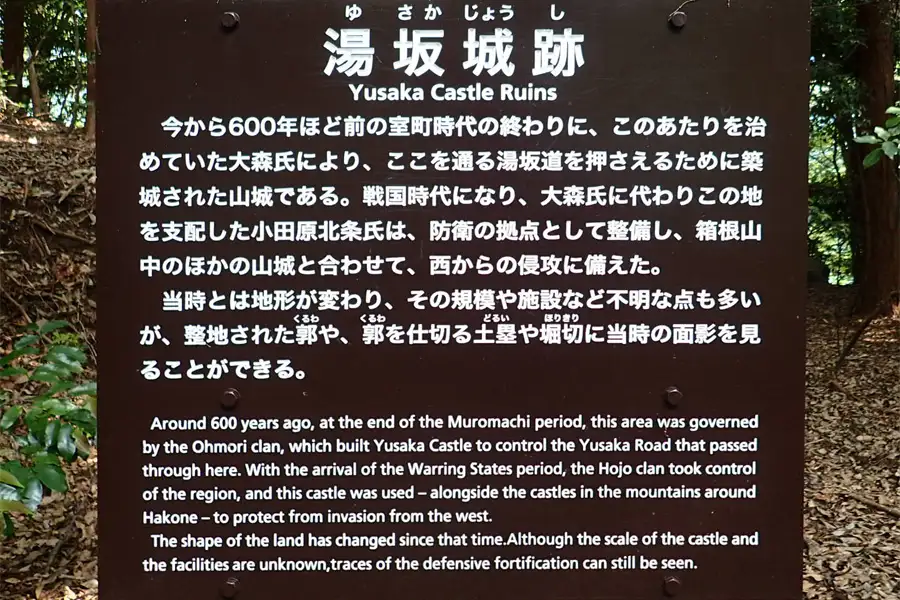 ゆ さか じょう し
湯坂城跡
Yusaka Castle Ruins
今から600年ほど前の室町時代の終わりに、このあたりを治
めていた大森氏により、ここを通る湯坂道を押さえるために築
城された山城である。戦国時代になり、大森氏に代わりこの地
を支配した小田原北条氏は、防衛の拠点として整備し、箱根山
中のほかの山城と合わせて、西からの侵攻に備えた。
当時とは地形が変わり、その規模や施設など不明な点も多い
くるわ くるわ どるい ほりきり
が、整地された郭や、郭を仕切る土塁や堀切に当時の面影を見
ることができる。
Around 600 years ago, at the end of the Muromachi period, this area was governed
by the Ohmori clan, which built Yusaka Castle to control the Yusaka Road that passed
through here. With the arrival of the Warring States period, the Hojo clan took control
of the region, and this castle was used – alongside the castles in the mountains around
Hakone – to protect from invasion from the west.
The shape of the land has changed since that time.Although the scale of the castle and
the facilities are unknown,traces of the defensive fortification can still be seen.